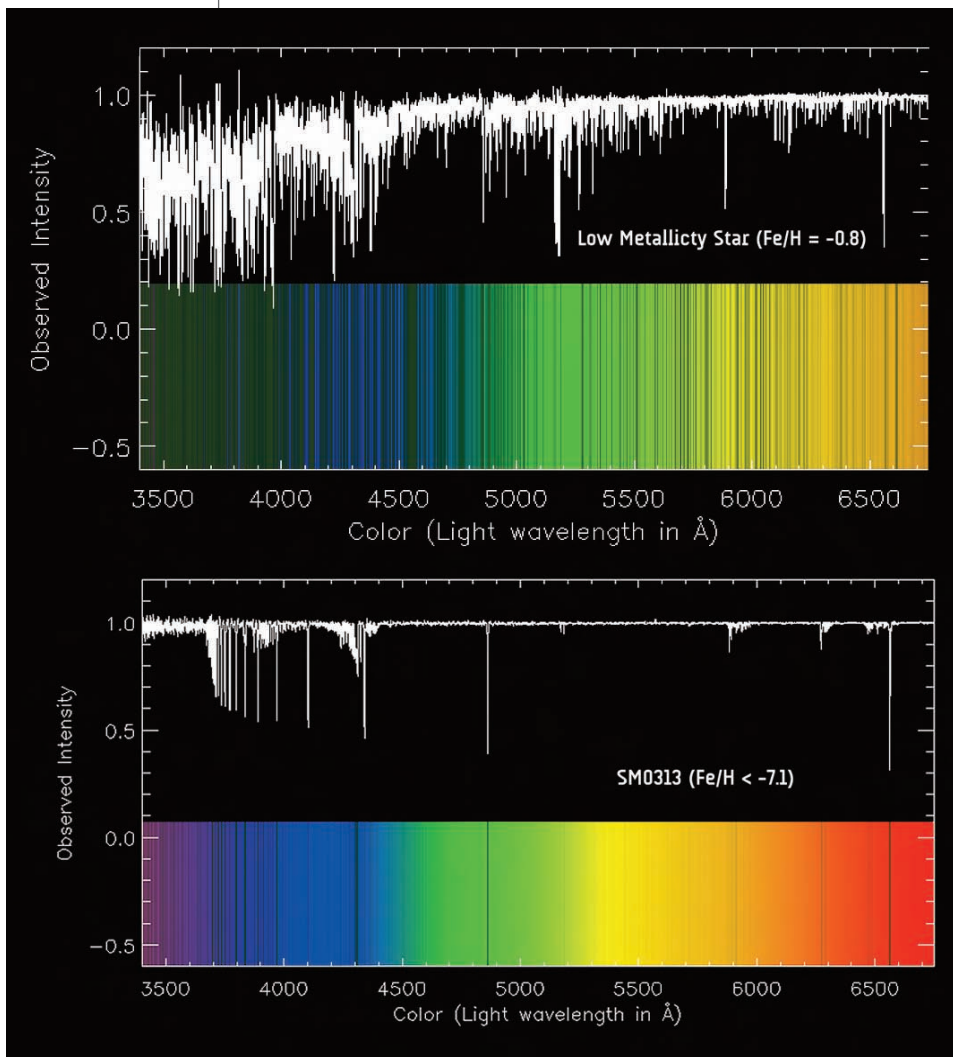 1.0
0.5
0.0
−0.5
Observed Intensity
Low Metallicty Star (Fe/H = -0.8)
3500 4000 4500 5000 5500 6000 6500
Color (Light wavelength in Å)
1.0
0.5
0.0
−0.5
Observed Intensity
SM0313 (Fe/H < -7.1)
3500 4000 4500 5000 5500 6000 6500
Color (Light wavelength in Å)